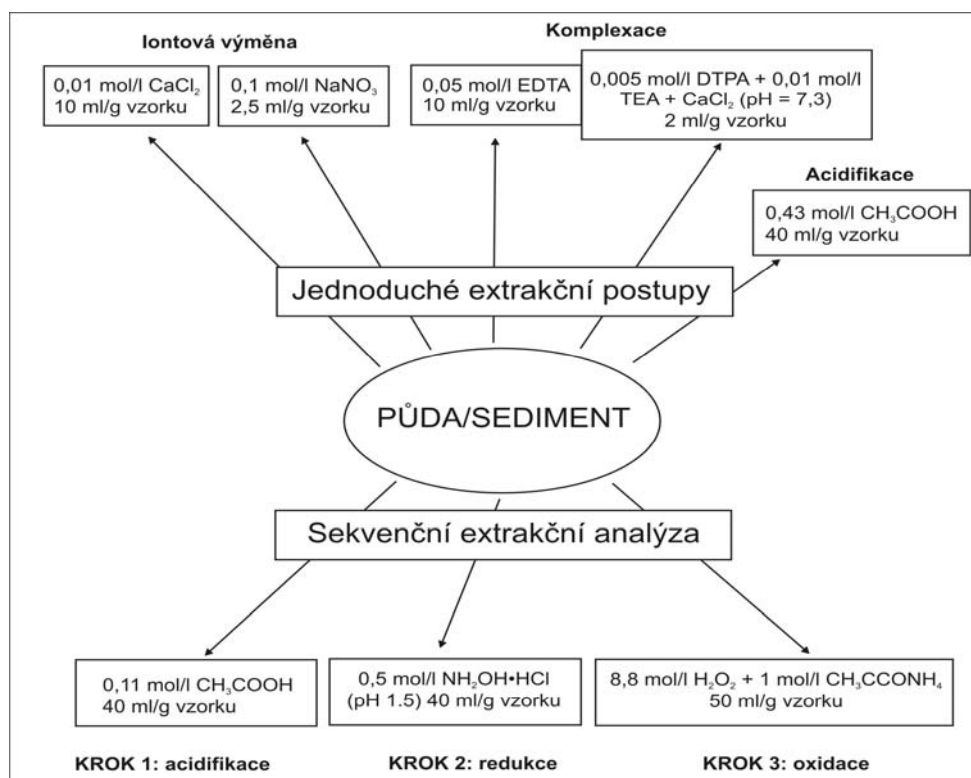 Iontová výměna
Komplexace
0,01 mol/l CaCl₂
10 ml/g vzorku
0,1 mol/l NaNO₃
2,5 ml/g vzorku
0,05 mol/l EDTA
10 ml/g vzorku
0,005 mol/l DTPA + 0,01 mol/l
TEA + CaCl₂ (pH = 7,3)
2 ml/g vzorku
Acidifikace
0,43 mol/l CH₃COOH
40 ml/g vzorku
Jednoduché extrakční postupy
PŮDA/SEDIMENT
Sekvenční extrakční analýza
0,11 mol/l CH₃COOH
40 ml/g vzorku
0,5 mol/l NH₂OH•HCl
(pH 1.5) 40 ml/g vzorku
8,8 mol/l H₂O₂ + 1 mol/l CH₃CCONH₄
50 ml/g vzorku
KROK 1: acidifikace
KROK 2: redukce
KROK 3: oxidace